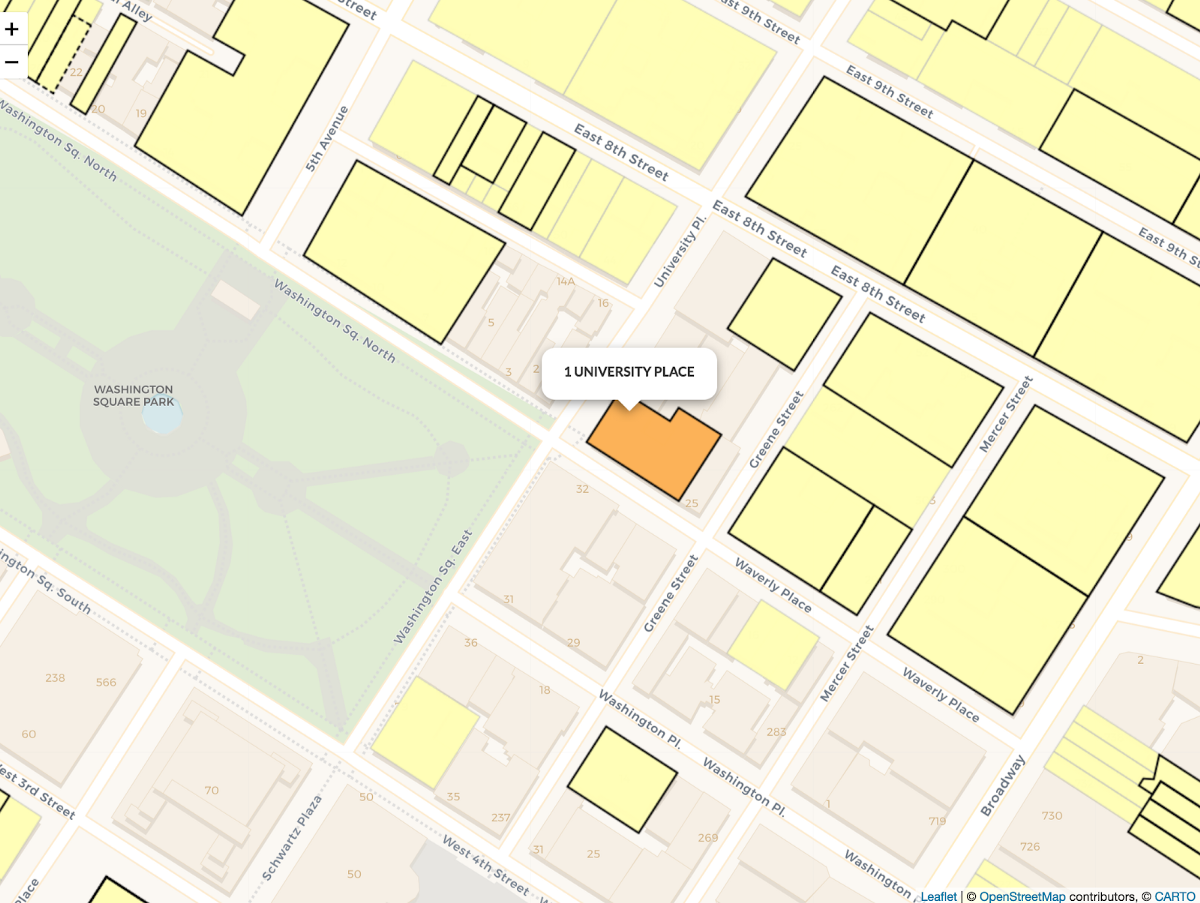 +
−
Alley
Street
East 9th Street
22
20
19
Washington Sq. North
5th Avenue
East 8th Street
East 9th Street
East 9th St
University Pl.
East 8th Street
East 8th Street
Washington Sq. North
14A
16
5
3
2
1 UNIVERSITY PLACE
WASHINGTON
SQUARE PARK
Greene Street
Mercer Street
32
25
Washington Sq. East
Waverly Place
Greene Street
31
29
Mercer Street
Waverly Place
36
18
15
283
Washington Pl.
Washington Pl.
Washington
ington Sq. South
238
566
60
2
70
50
50
35
237
31
25
269
1
719
Broadway
730
726
est 3rd Street
Schwartz Plaza
West 4th Street
place
Leaflet | © OpenStreetMap contributors, © CARTO